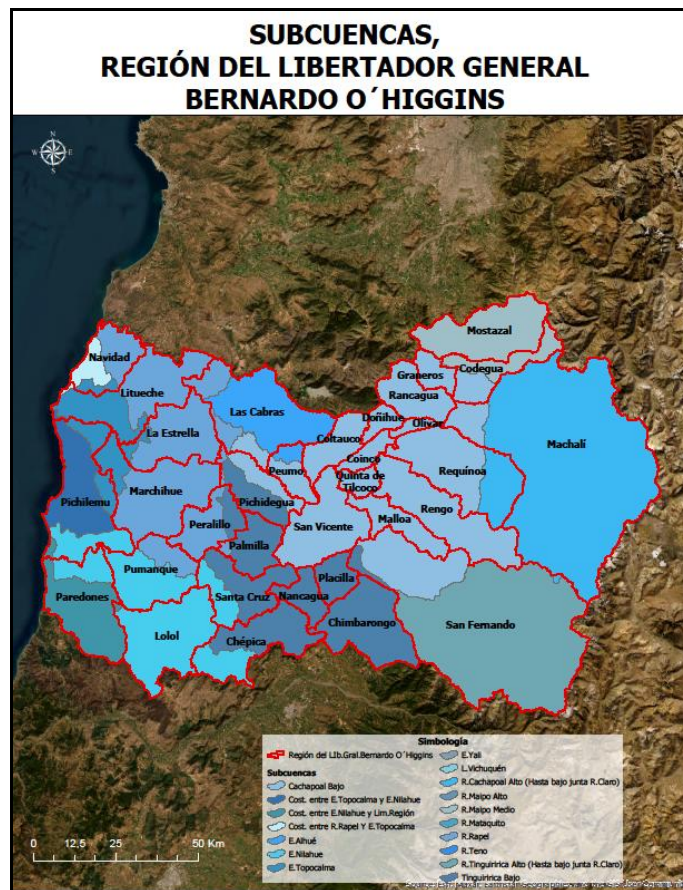 SUBCUENCAS,
REGIÓN DEL LIBERTADOR GENERAL
BERNARDO O´HIGGINS
N
W
E
S
Mostazal
Navidad
Codegua
Graneros
Litueche
Rancagua
Las Cabras
Doñihue
Olivar
La Estrella
Coltauco
Machalí
Coinco
Peumo
Requínoa
Quinta de
Tilcoco
Marchihue
Pichilemu
Pichidegua
Rengo
Peralillo
San Vicente
Malloa
Palmilla
Pumanque
Placilla
Paredones
Santa Cruz
Nancagua
Chimbarongo
San Fernando
Lolol
Chépica
Simbología
Región del LIb.Gral.Bernardo O´Higgins
Subcuencas
Cachapoal Bajo
Cost. entre E.Topocalma y E.Nilahue
Cost. entre E.Nilahue y Lim.Región
Cost. entre R.Rapel Y E.Topocalma
E.Alhué
E.Nilahue
E.Topocalma
E.Yali
L.Vichuquén
R.Cachapoal Alto (Hasta bajo junta R.Claro)
R.Maipo Alto
R.Maipo Medio
R.Mataquito
R.Rapel
R.Teno
R.Tinguiririca Alto (Hasta bajo junta R.Claro)
Tinguiririca Bajo
0 12.5 25 50 Km